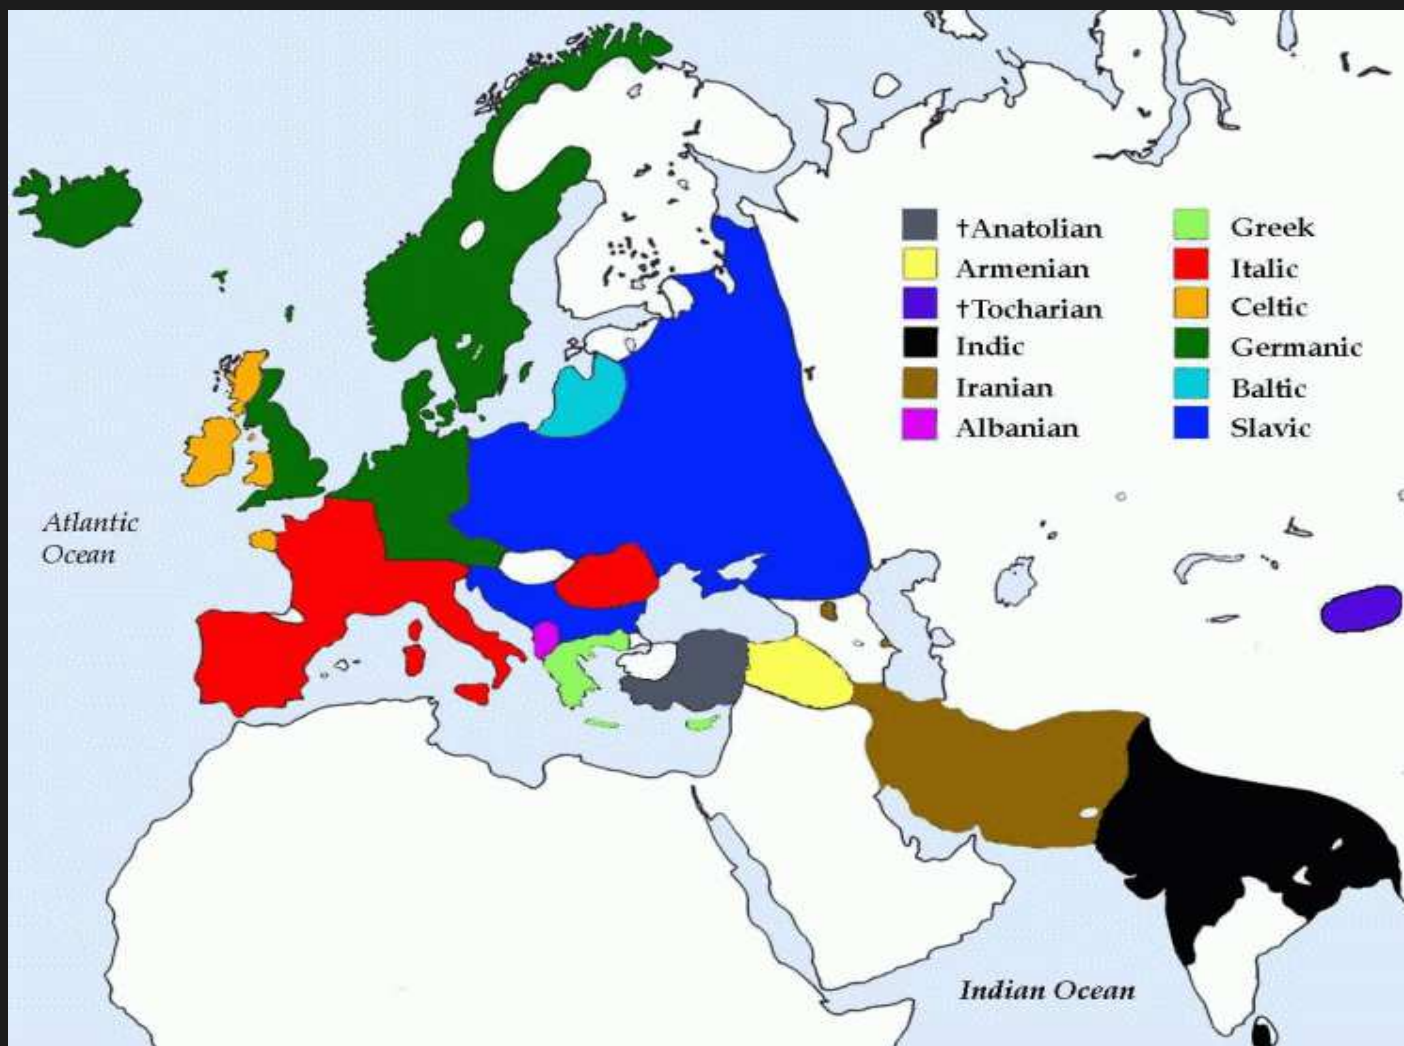 †Anatolian
Armenian
†Tocharian
Indic
Iranian
Albanian
Greek
Italic
Celtic
Germanic
Baltic
Slavic
Atlantic
Ocean
Indian Ocean